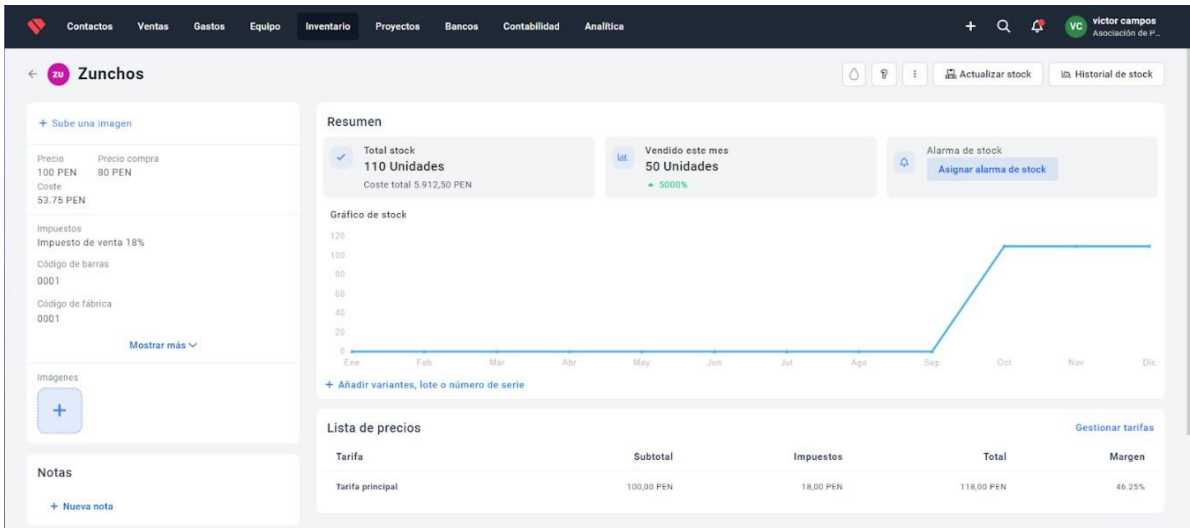 Contactos Ventas Gastos Equipo Inventario Proyectos Bancos Contabilidad Analítica
VC victor campos
Asociación de P...
ZU Zunchos
Actualizar stock
Historial de stock
+ Sube una imagen
Precio Precio compra
100 PEN 80 PEN
Coste
53.75 PEN
Impuestos
Impuesto de venta 18%
Código de barras
0001
Código de fábrica
0001
Mostrar más
Imágenes
+
Notas
+ Nueva nota
Resumen
Total stock
110 Unidades
Coste total 5.912,50 PEN
Vendido este mes
50 Unidades
5000%
Alarma de stock
Asignar alarma de stock
Gráfico de stock
120
100
80
60
40
20
0
Ene Feb Mar Abr May Jun Jul Ago Sep Oct Nov Dic
+ Añadir variantes, lote o número de serie
Lista de precios
Gestionar tarifas
Tarifa Subtotal Impuestos Total Margen
Tarifa principal 100,00 PEN 18,00 PEN 118,00 PEN 46.25%